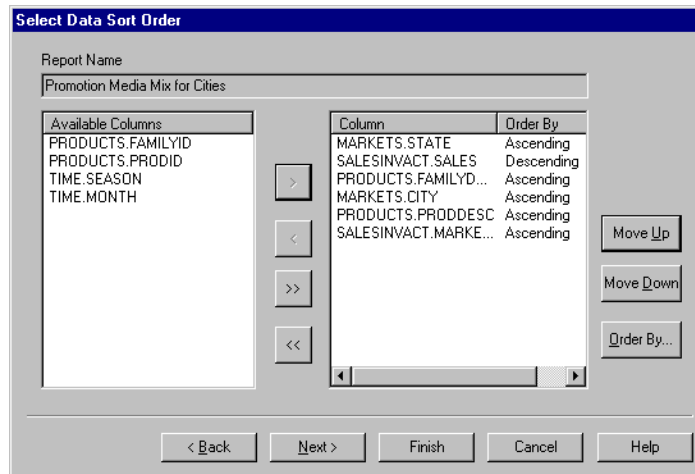 Select Data Sort Order
Report Name
Promotion Media Mix for Cities
Available Columns
PRODUCTS.FAMILYID
PRODUCTS.PRODID
TIME.SEASON
TIME.MONTH
>
<
>>
<<
Column Order By
MARKETS.STATE Ascending
SALESINVACT.SALES Descending
PRODUCTS.FAMILYD... Ascending
MARKETS.CITY Ascending
PRODUCTS.PRODDESC Ascending
SALESINVACT.MARKE... Ascending
Move Up
Move Down
Order By...
< Back
Next >
Finish
Cancel
Help